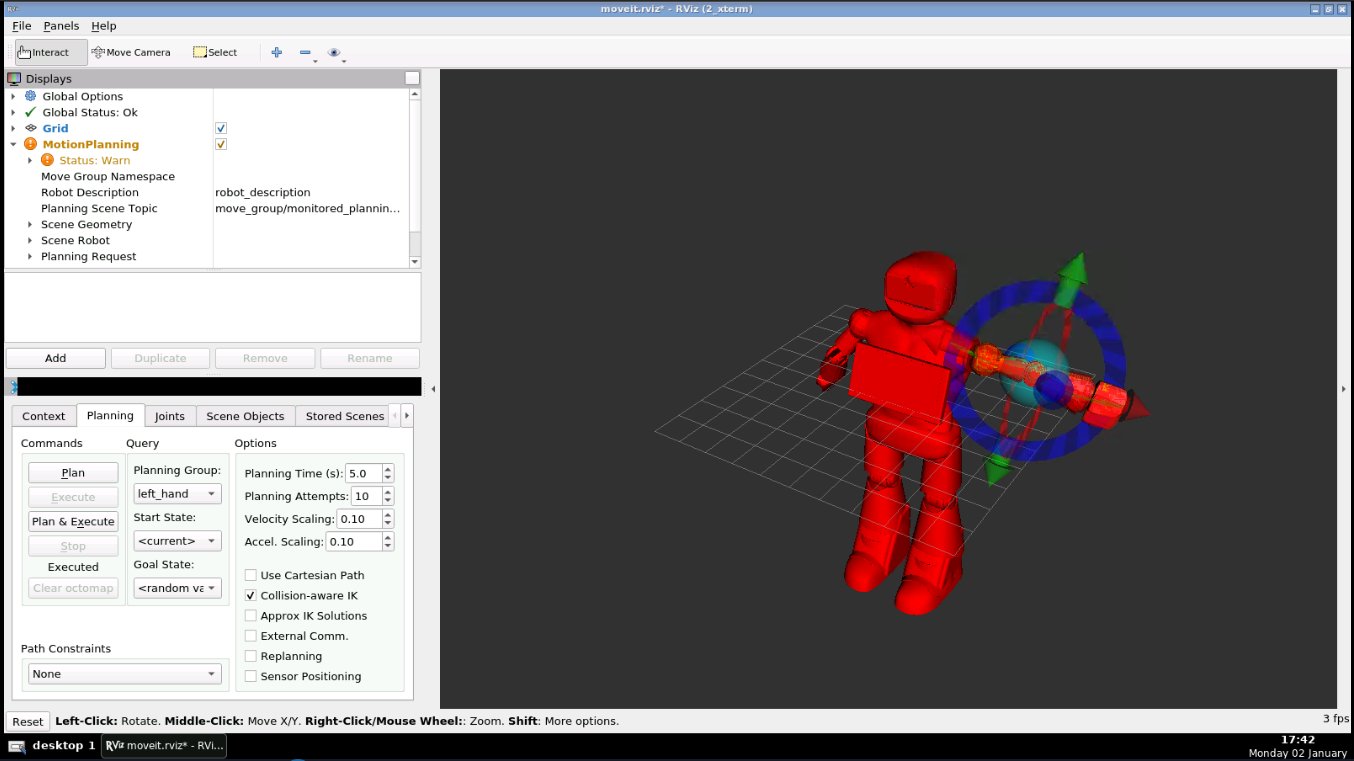 moveit.rviz* - RViz (2_xterm)
File Panels Help
Interact Move Camera Select
Displays
Global Options
Global Status: Ok
Grid
MotionPlanning
Status: Warn
Move Group Namespace
Robot Description robot_description
Planning Scene Topic move_group/monitored_plannin...
Scene Geometry
Scene Robot
Planning Request
Add Duplicate Remove Rename
Context Planning Joints Scene Objects Stored Scenes
Commands Query Options
Plan
Execute
Plan & Execute
Stop
Executed
Clear octomap
Planning Group:
left_hand
Start State:
<current>
Goal State:
<random va
Planning Time (s): 5.0
Planning Attempts: 10
Velocity Scaling: 0.10
Accel. Scaling: 0.10
Use Cartesian Path
Collision-aware IK
Approx IK Solutions
External Comm.
Replanning
Sensor Positioning
Path Constraints
None
Reset Left-Click: Rotate. Middle-Click: Move X/Y. Right-Click/Mouse Wheel:: Zoom. Shift: More options. 3 fps
desktop 1 RViz moveit.rviz* - RVi... 17:42
Monday 02 January